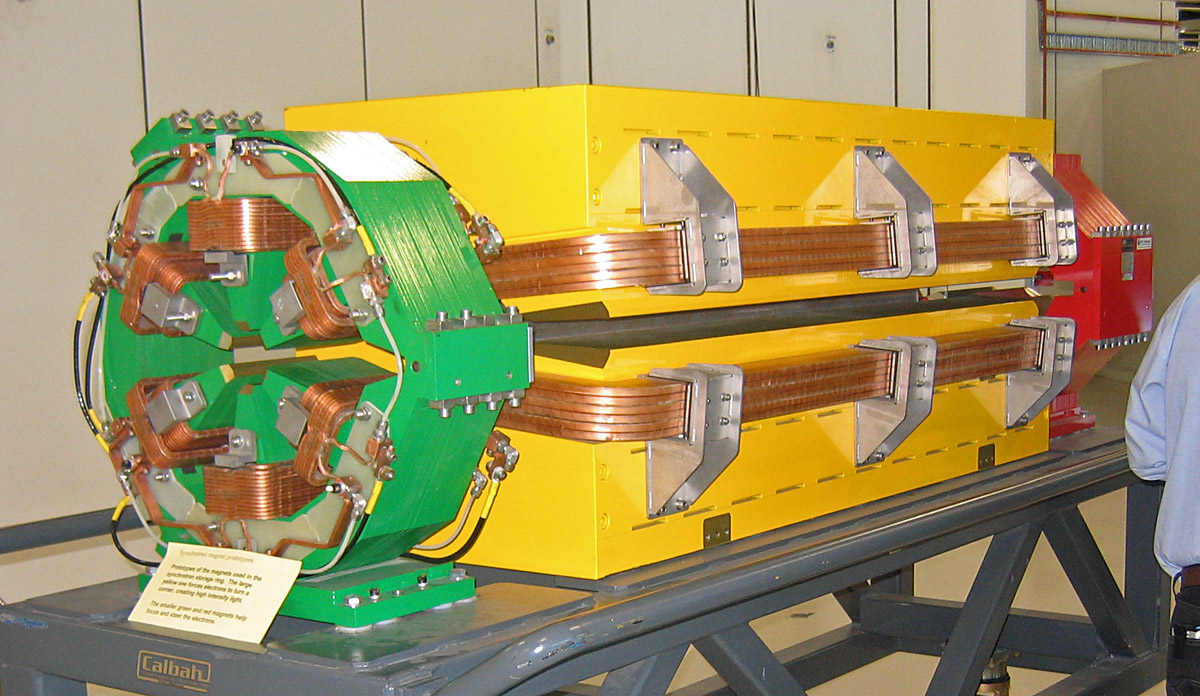 Synchrotron magnet prototypes
Prototypes of the magnets used in the
synchrotron storage ring. The large
yellow one forces electrons to turn a
corner, creating high intensity light.
The smaller green and red magnets help
focus and steer the electrons.
Calbah